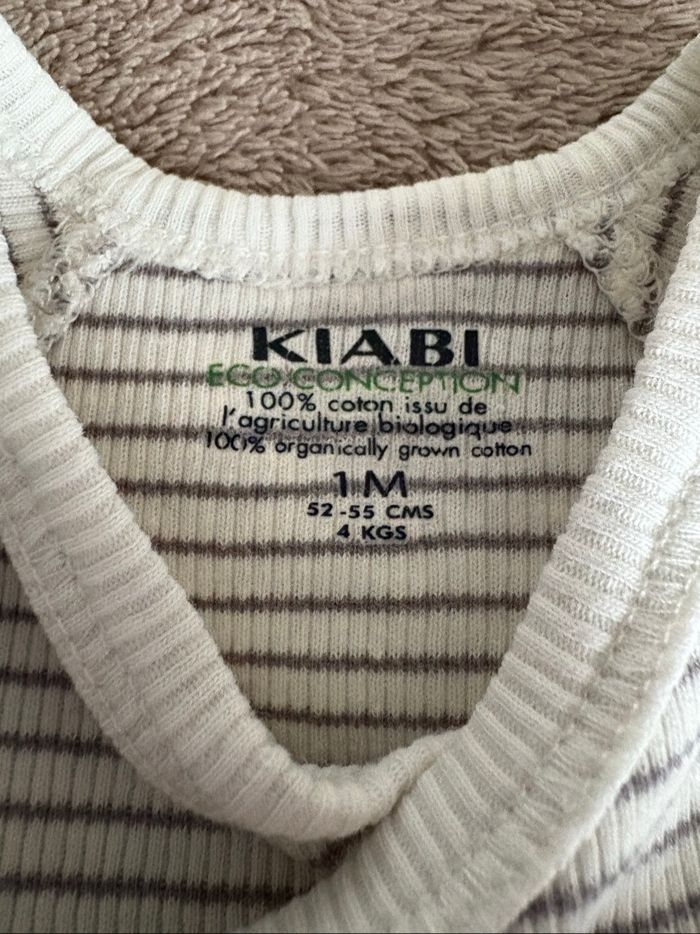 KIABI
ECO CONCEPTION
100% coton issu de
l'agriculture biologique
100% organically grown cotton
1M
52-55 CMS
4 KGS